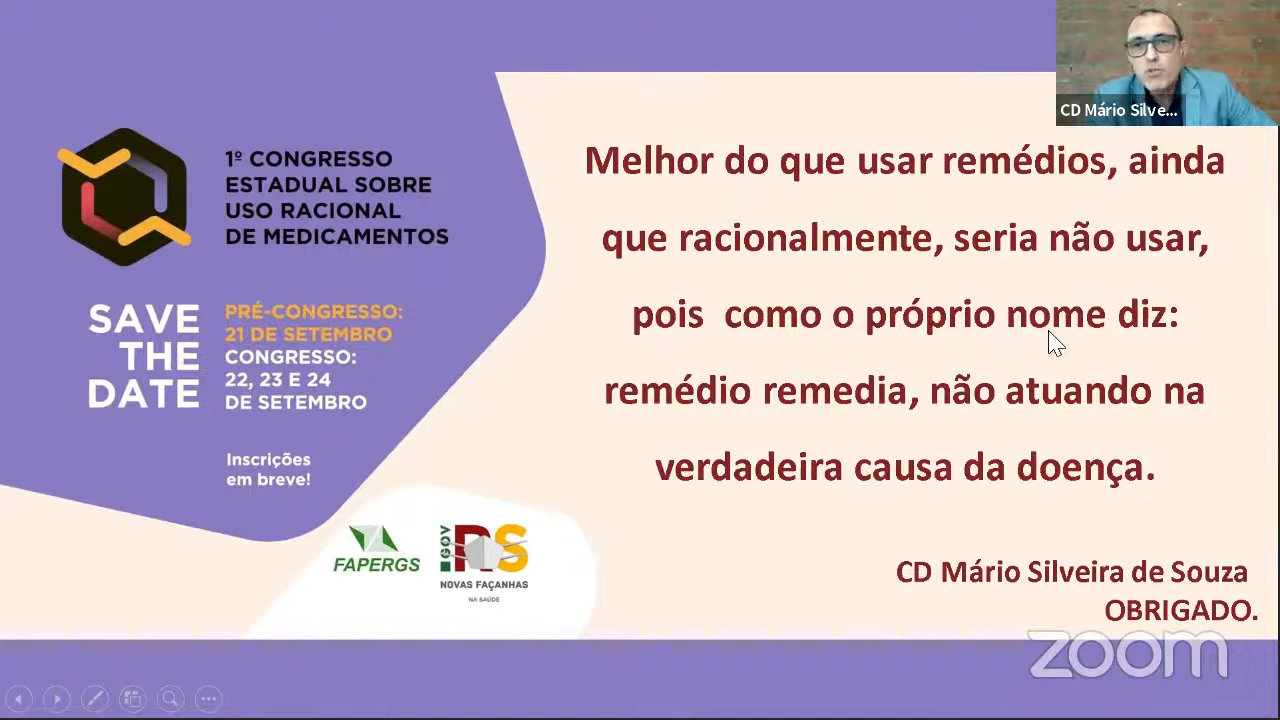 CD Mário Silve...
1º CONGRESSO
ESTADUAL SOBRE
USO RACIONAL
DE MEDICAMENTOS
SAVE
THE
DATE
PRÉ-CONGRESSO:
21 DE SETEMBRO
CONGRESSO:
22, 23 E 24
DE SETEMBRO
Inscrições
em breve!
FAPERGS
GOV
RS
NOVAS FAÇANHAS
NA SAÚDE
Melhor do que usar remédios, ainda
que racionalmente, seria não usar,
pois como o próprio nome diz:
remédio remedia, não atuando na
verdadeira causa da doença.
CD Mário Silveira de Souza
OBRIGADO.
zoom